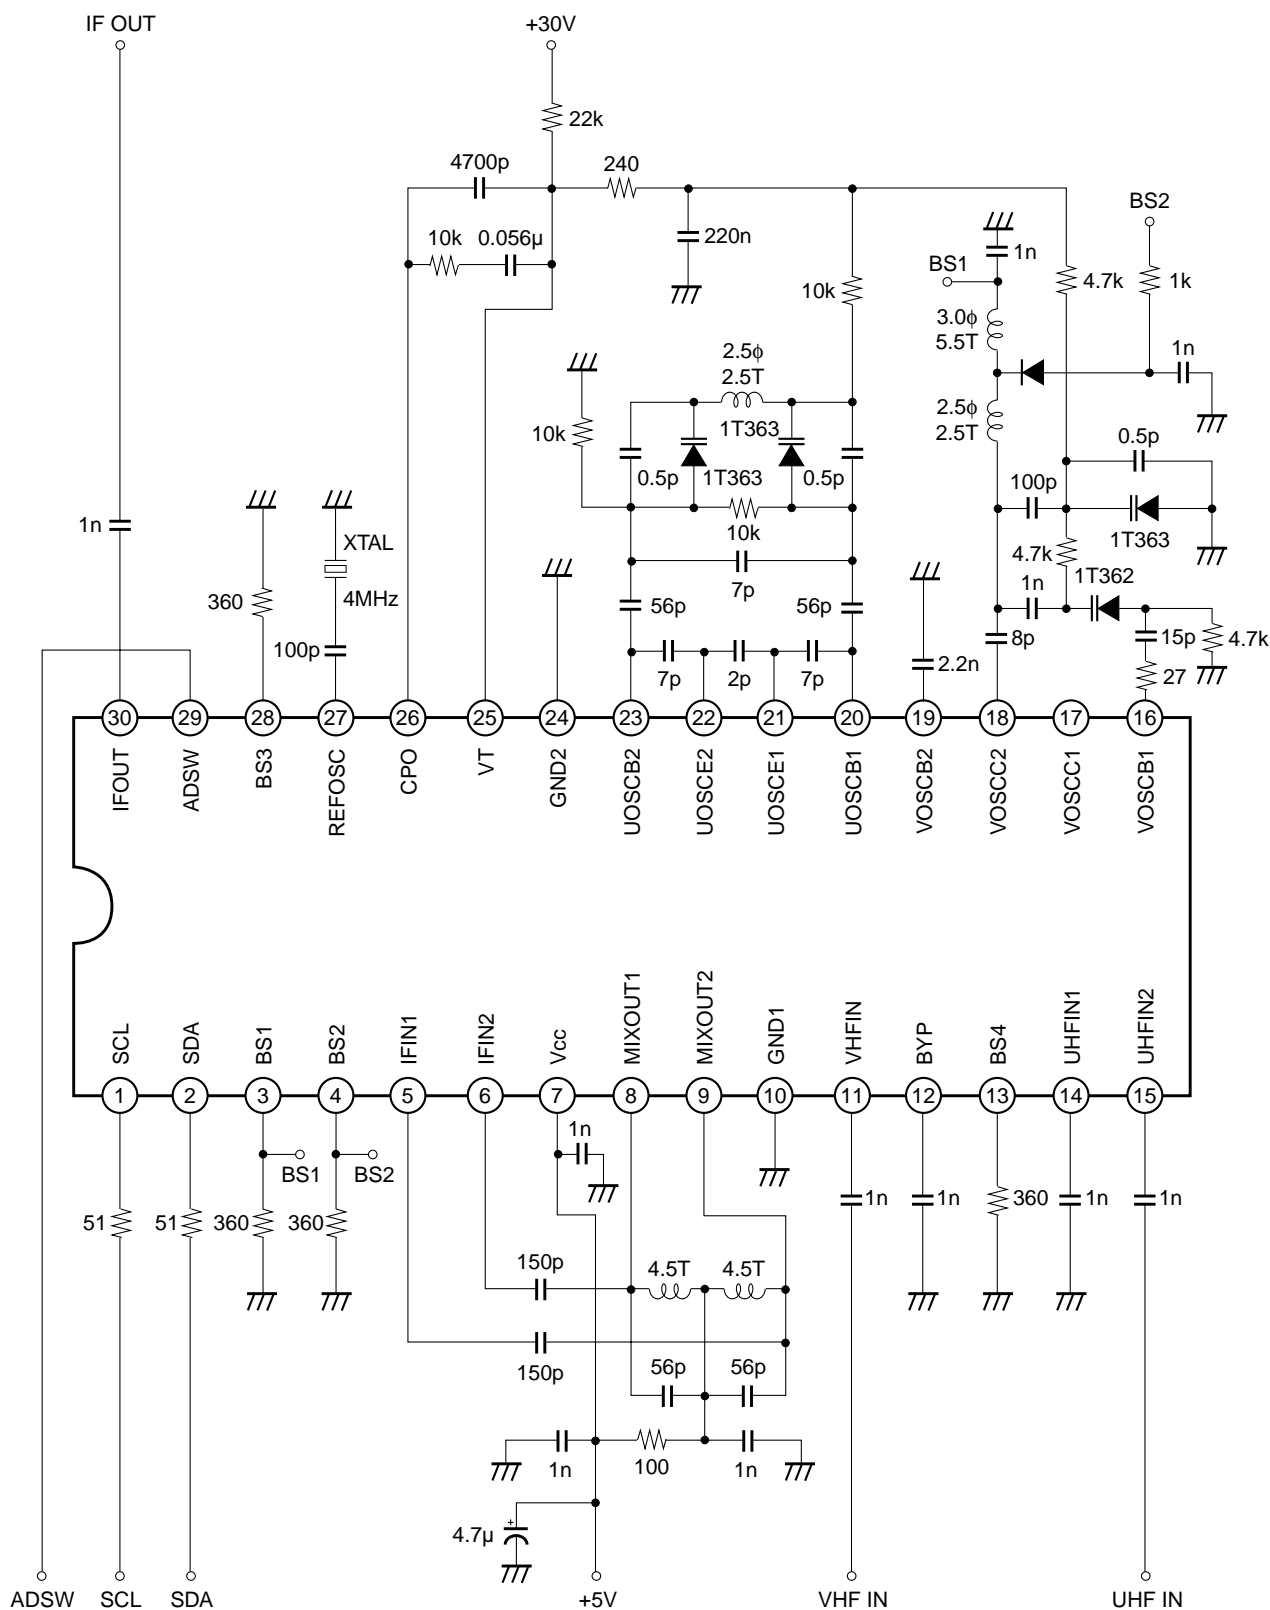 IF OUT
+30V
22k
4700p
240
BS2
10k
0.056µ
220n
1n
BS1
10k
4.7k
1k
3.0ϕ
5.5T
2.5ϕ
2.5T
1n
2.5ϕ
2.5T
10k
1T363
0.5p
0.5p
1T363
0.5p
100p
10k
1T363
1n
XTAL
4.7k
1T362
7p
4MHz
360
56p
56p
1n
8p
15p
4.7k
100p
2.2n
7p
2p
7p
27
30
29
28
27
26
25
24
23
22
21
20
19
18
17
16
IFOUT
ADSW
BS3
REFOSC
CPO
VT
GND2
UOSCB2
UOSCE2
UOSCE1
UOSCB1
VOSCB2
VOSCC2
VOSCC1
VOSCB1
SCL
SDA
BS1
BS2
IFIN1
IFIN2
Vcc
MIXOUT1
MIXOUT2
GND1
VHFIN
BYP
BS4
UHFIN1
UHFIN2
1
2
3
4
5
6
7
8
9
10
11
12
13
14
15
1n
BS1
BS2
51
51
360
360
1n
1n
360
1n
1n
150p
4.5T
4.5T
150p
56p
56p
1n
100
1n
+
4.7µ
ADSW
SCL
SDA
+5V
VHF IN
UHF IN